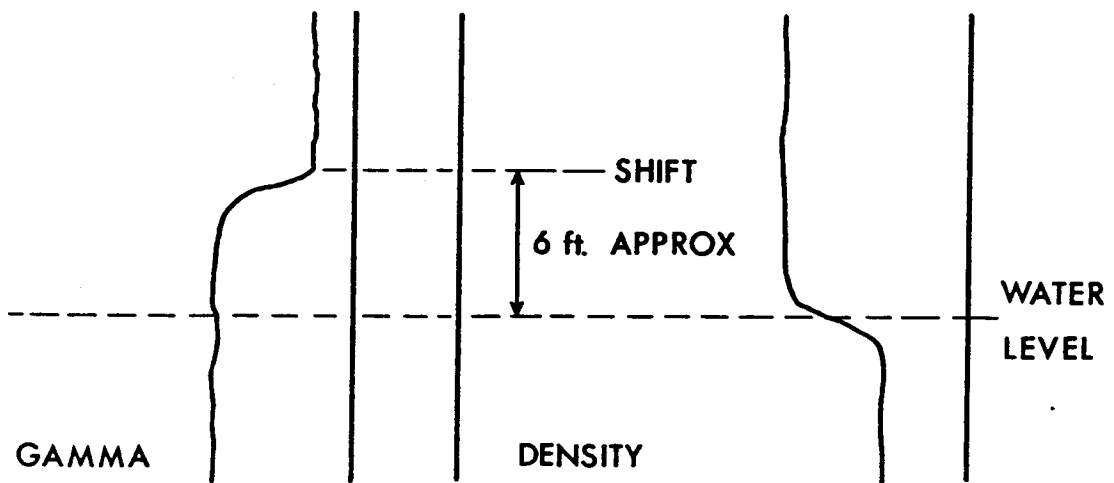 SHIFT
6 ft. APPROX
WATER
LEVEL
GAMMA
DENSITY